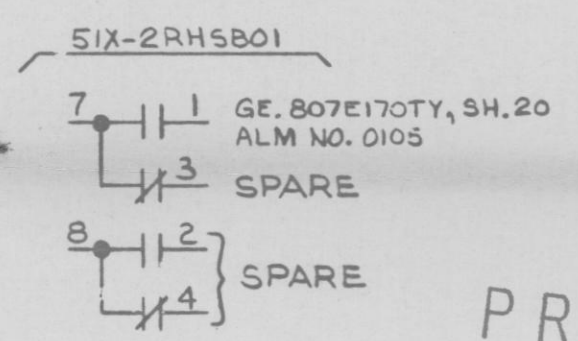 51X-2RHSB01
7 1 GE. 807E170TY, SH. 20
ALM NO. 0105
3 SPARE
8 2
SPARE
4
PR